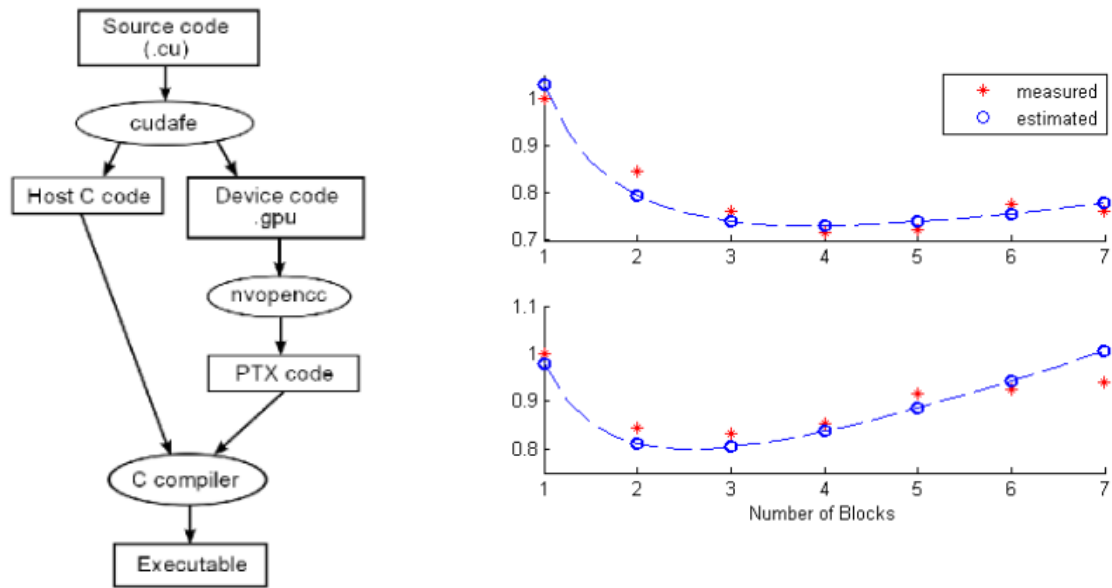 Source code
(.cu)
cudafe
Host C code
Device code
.gpu
nvopencc
PTX code
C compiler
Executable
measured
estimated
1
0.9
0.8
0.7
1 2 3 4 5 6 7
1.1
1
0.9
0.8
1 2 3 4 5 6 7
Number of Blocks